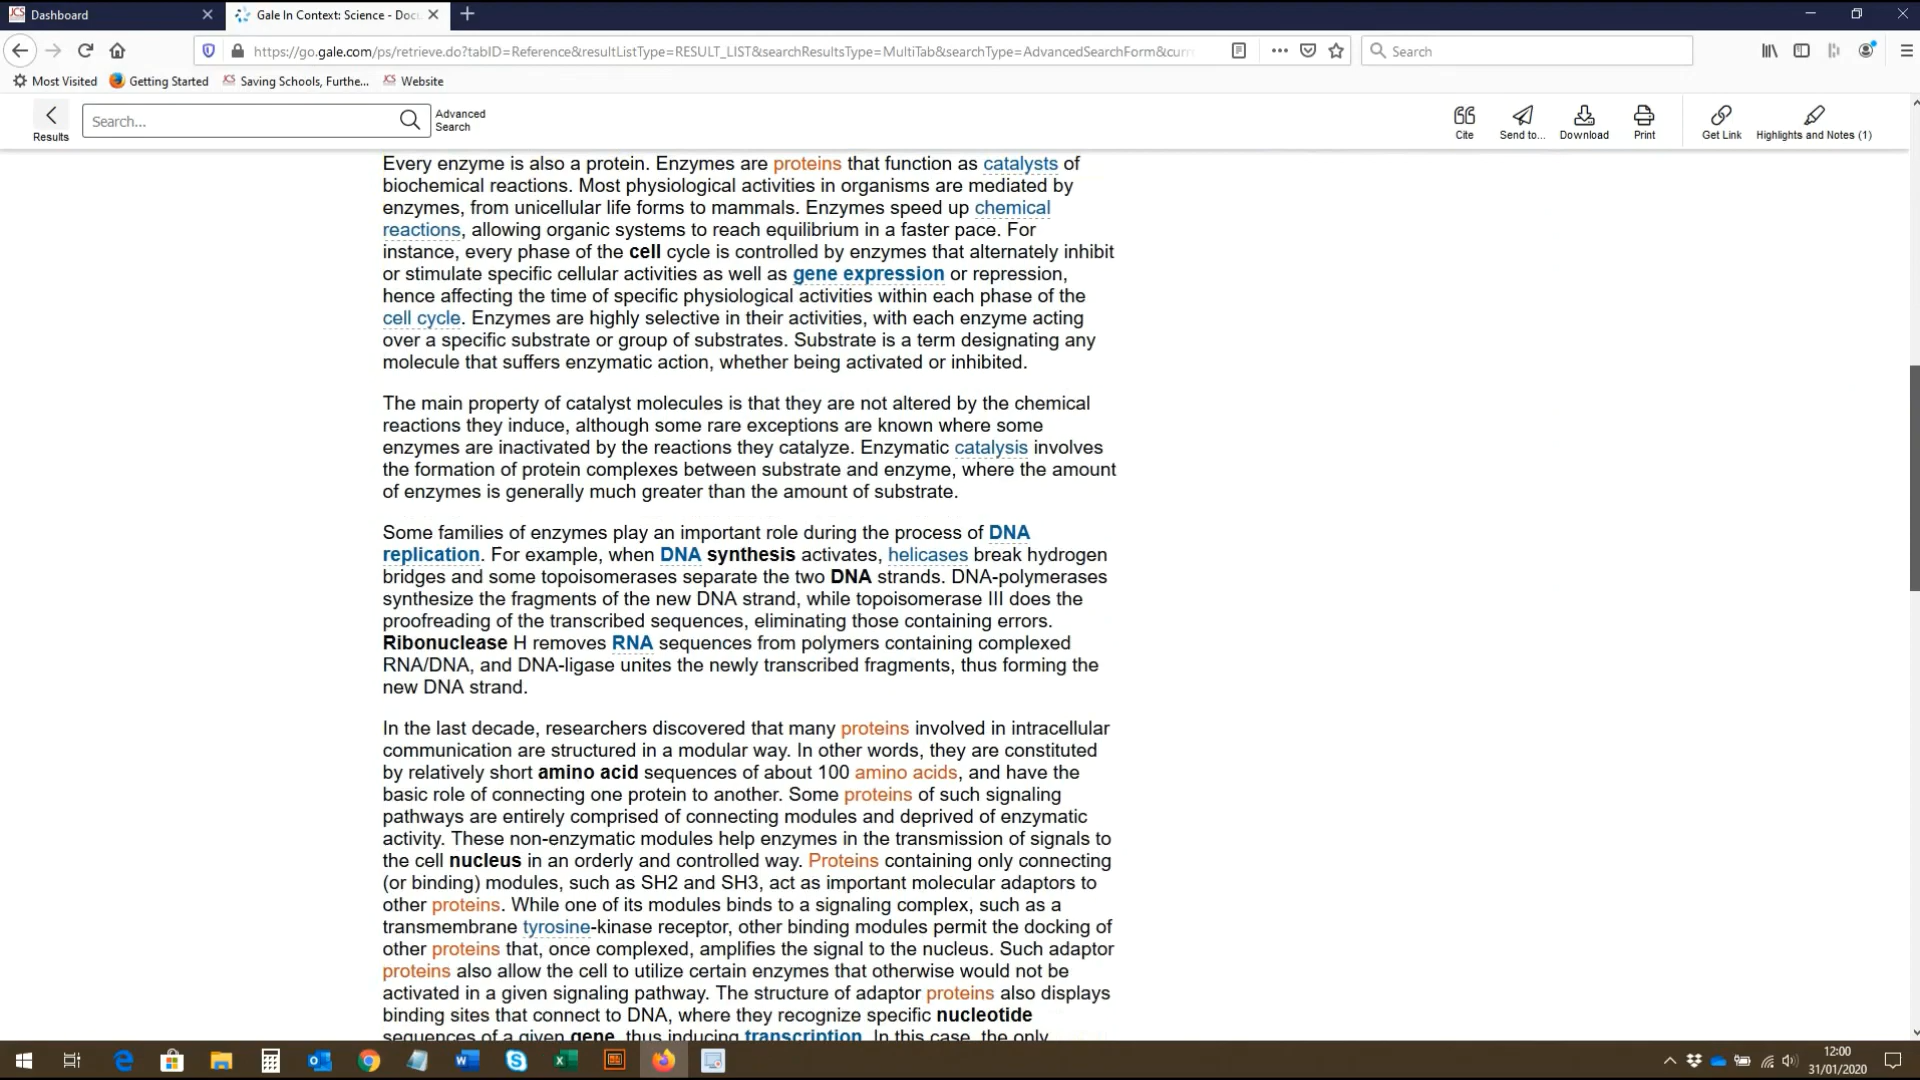 Dashboard
Gale In Context: Science - Doc
https://go.gale.com/ps/retrieve.do?tabID=Reference&resultListType=RESULT_LIST&searchResultsType=MultiTab&searchType=AdvancedSearchForm&curr
Search
Most Visited
Getting Started
Saving Schools, Furthe...
Website
Results
Search...
Advanced
Search
Cite
Send to...
Download
Print
Get Link
Highlights and Notes (1)
Every enzyme is also a protein. Enzymes are proteins that function as catalysts of
biochemical reactions. Most physiological activities in organisms are mediated by
enzymes, from unicellular life forms to mammals. Enzymes speed up chemical
reactions, allowing organic systems to reach equilibrium in a faster pace. For
instance, every phase of the cell cycle is controlled by enzymes that alternately inhibit
or stimulate specific cellular activities as well as gene expression or repression,
hence affecting the time of specific physiological activities within each phase of the
cell cycle. Enzymes are highly selective in their activities, with each enzyme acting
over a specific substrate or group of substrates. Substrate is a term designating any
molecule that suffers enzymatic action, whether being activated or inhibited.
The main property of catalyst molecules is that they are not altered by the chemical
reactions they induce, although some rare exceptions are known where some
enzymes are inactivated by the reactions they catalyze. Enzymatic catalysis involves
the formation of protein complexes between substrate and enzyme, where the amount
of enzymes is generally much greater than the amount of substrate.
Some families of enzymes play an important role during the process of DNA
replication. For example, when DNA synthesis activates, helicases break hydrogen
bridges and some topoisomerases separate the two DNA strands. DNA-polymerases
synthesize the fragments of the new DNA strand, while topoisomerase III does the
proofreading of the transcribed sequences, eliminating those containing errors.
Ribonuclease H removes RNA sequences from polymers containing complexed
RNA/DNA, and DNA-ligase unites the newly transcribed fragments, thus forming the
new DNA strand.
In the last decade, researchers discovered that many proteins involved in intracellular
communication are structured in a modular way. In other words, they are constituted
by relatively short amino acid sequences of about 100 amino acids, and have the
basic role of connecting one protein to another. Some proteins of such signaling
pathways are entirely comprised of connecting modules and deprived of enzymatic
activity. These non-enzymatic modules help enzymes in the transmission of signals to
the cell nucleus in an orderly and controlled way. Proteins containing only connecting
(or binding) modules, such as SH2 and SH3, act as important molecular adaptors to
other proteins. While one of its modules binds to a signaling complex, such as a
transmembrane tyrosine-kinase receptor, other binding modules permit the docking of
other proteins that, once complexed, amplifies the signal to the nucleus. Such adaptor
proteins also allow the cell to utilize certain enzymes that otherwise would not be
activated in a given signaling pathway. The structure of adaptor proteins also displays
binding sites that connect to DNA, where they recognize specific nucleotide
sequences of a given gene, thus inducing transcription. In this case, the only
12:00
31/01/2020